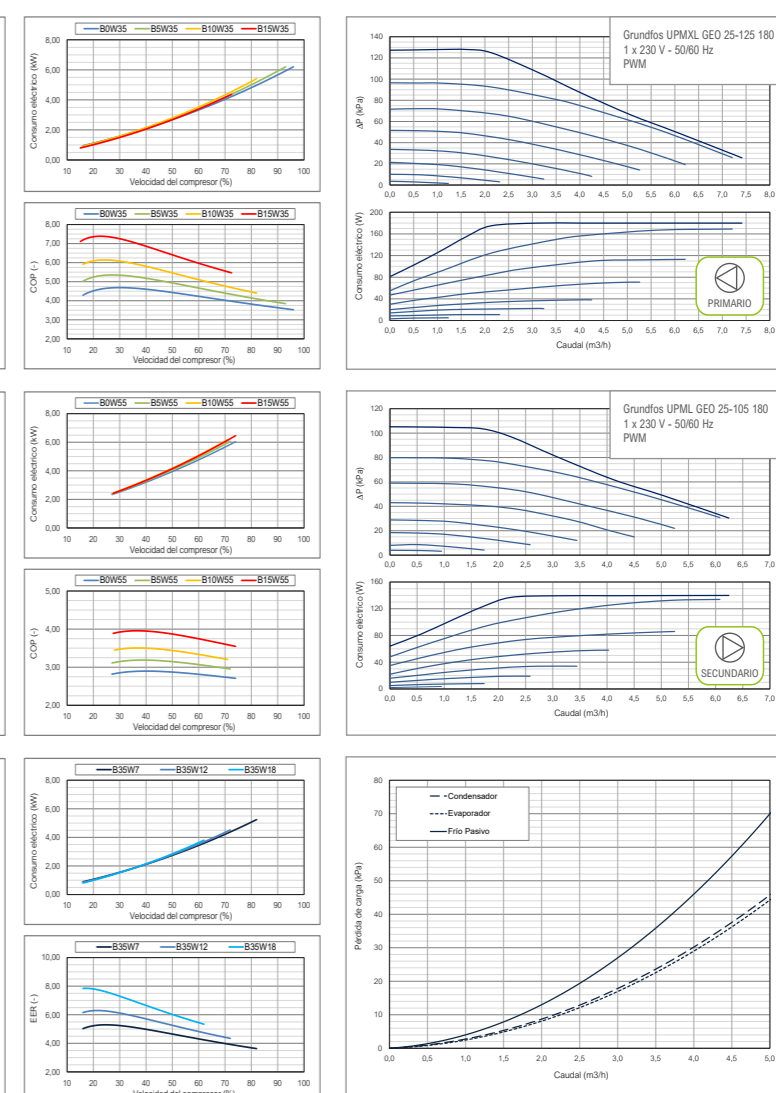 B0W35 B5W35 B10W35 B15W35
Consumo eléctrico (kW)
8,00
6,00
4,00
2,00
0,00
10 20 30 40 50 60 70 80 90 100
Velocidad del compresor (%)
B0W35 B5W35 B10W35 B15W35
COP (-)
8,00
7,00
6,00
5,00
4,00
3,00
2,00
10 20 30 40 50 60 70 80 90 100
Velocidad del compresor (%)
Grundfos UPMXL GEO 25-125 180
1 x 230 V - 50/60 Hz
PWM
ΔP (kPa)
140
120
100
80
60
40
20
0
0,0 0,5 1,0 1,5 2,0 2,5 3,0 3,5 4,0 4,5 5,0 5,5 6,0 6,5 7,0 7,5 8,0
Consumo eléctrico (W)
200
160
120
80
40
0
PRIMARIO
0,0 0,5 1,0 1,5 2,0 2,5 3,0 3,5 4,0 4,5 5,0 5,5 6,0 6,5 7,0 7,5 8,0
Caudal (m3/h)
B0W55 B5W55 B10W55 B15W55
Consumo eléctrico (kW)
8,00
6,00
4,00
2,00
0,00
10 20 30 40 50 60 70 80 90 100
Velocidad del compresor (%)
B0W55 B5W55 B10W55 B15W55
COP (-)
5,00
4,00
3,00
2,00
10 20 30 40 50 60 70 80 90 100
Velocidad del compresor (%)
Grundfos UPML GEO 25-105 180
1 x 230 V - 50/60 Hz
PWM
ΔP (kPa)
120
100
80
60
40
20
0
0,0 0,5 1,0 1,5 2,0 2,5 3,0 3,5 4,0 4,5 5,0 5,5 6,0 6,5 7,0
Consumo eléctrico (W)
160
120
80
40
0
SECUNDARIO
0,0 0,5 1,0 1,5 2,0 2,5 3,0 3,5 4,0 4,5 5,0 5,5 6,0 6,5 7,0
Caudal (m3/h)
B35W7 B35W12 B35W18
Consumo eléctrico (kW)
8,00
6,00
4,00
2,00
0,00
10 20 30 40 50 60 70 80 90 100
Velocidad del compresor (%)
B35W7 B35W12 B35W18
EER (-)
10,00
8,00
6,00
4,00
2,00
10 20 30 40 50 60 70 80 90 100
Velocidad del compresor (%)
Condensador
Evaporador
Frío Pasivo
Pérdida de carga (kPa)
80
70
60
50
40
30
20
10
0
0,0 0,5 1,0 1,5 2,0 2,5 3,0 3,5 4,0 4,5 5,0
Caudal (m3/h)